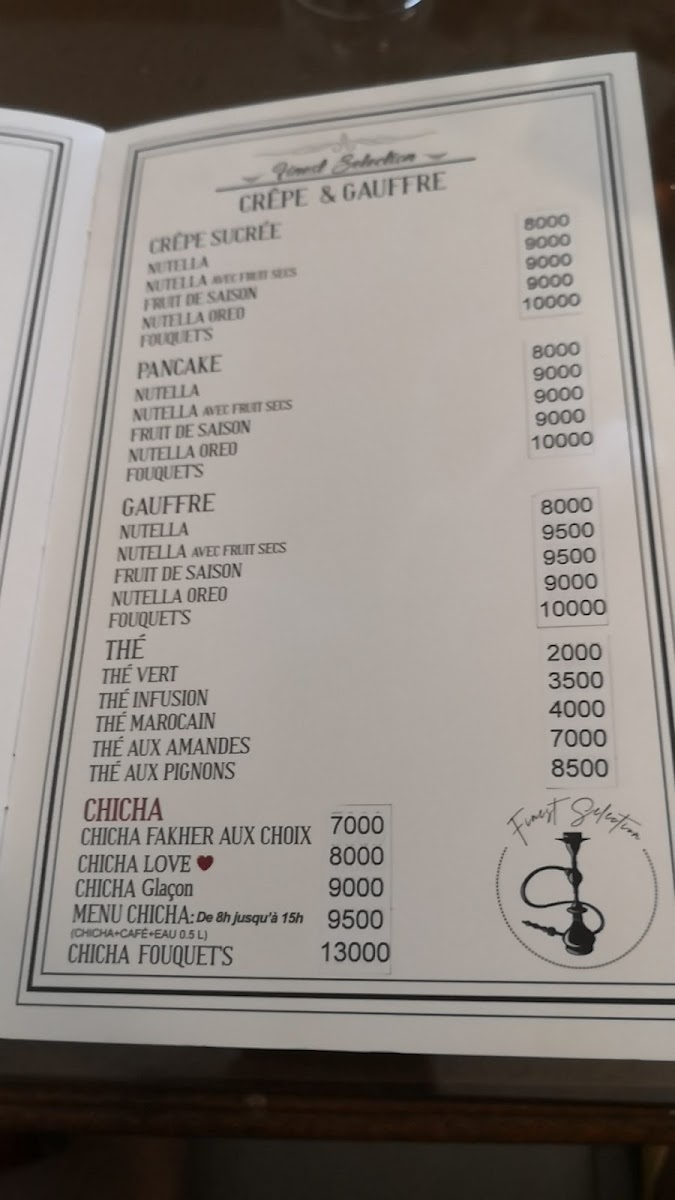 Finest Selection
CRÊPE & GAUFFRE
CRÊPE SUCRÉE
NUTELLA 8000
NUTELLA AVEC FRUIT SECS 9000
FRUIT DE SAISON 9000
NUTELLA OREO 9000
FOUQUET'S 10000
PANCAKE
NUTELLA 8000
NUTELLA AVEC FRUIT SECS 9000
FRUIT DE SAISON 9000
NUTELLA OREO 9000
FOUQUET'S 10000
GAUFFRE
NUTELLA 8000
NUTELLA AVEC FRUIT SECS 9500
FRUIT DE SAISON 9500
NUTELLA OREO 9000
FOUQUET'S 10000
THÉ
THÉ VERT 2000
THÉ INFUSION 3500
THÉ MAROCAIN 4000
THÉ AUX AMANDES 7000
THÉ AUX PIGNONS 8500
CHICHA
CHICHA FAKHER AUX CHOIX 7000
CHICHA LOVE ♥ 8000
CHICHA Glaçon 9000
MENU CHICHA: De 8h jusqu'à 15h 9500
(CHICHA+CAFÉ+EAU 0.5 L)
CHICHA FOUQUET'S 13000
Finest Selection